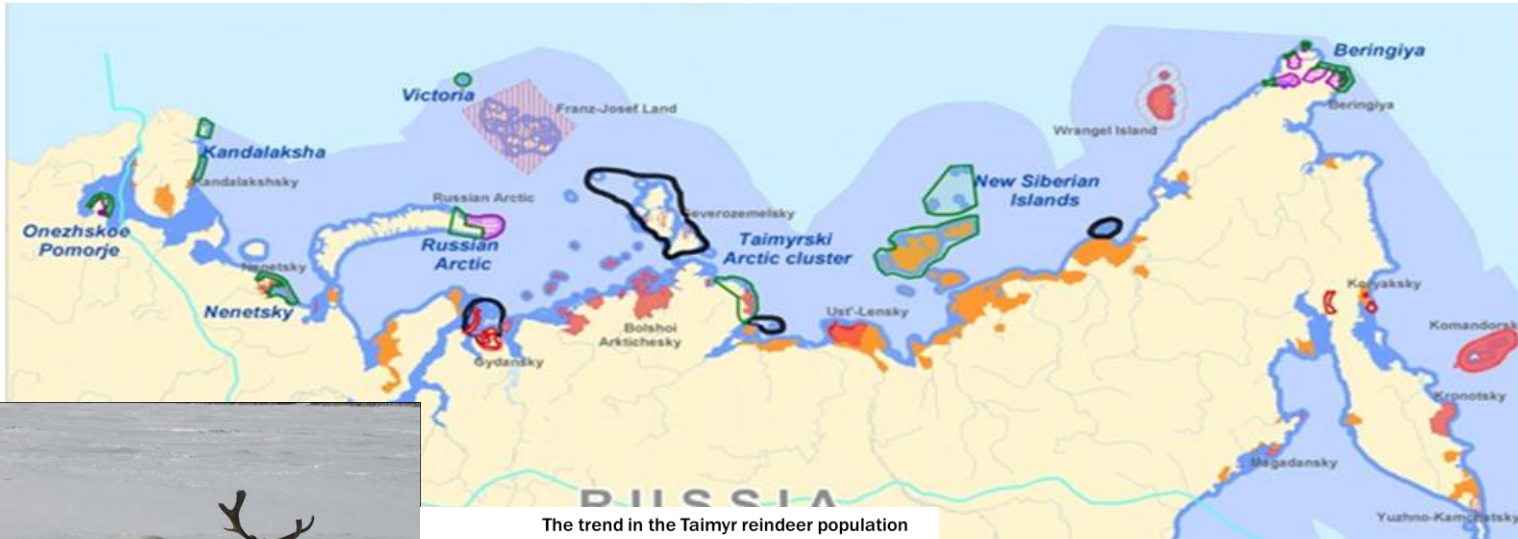 Beringiya
Victoria
Franz-Josef Land
Beringiya
Wrangel Island
Kandalaksha
Kandalakshsky
New Siberian
Islands
Russian Arctic
Severozemelsky
Onezhskoe
Pomorje
Russian
Arctic
Taimyrski
Arctic cluster
Nenetsky
Koryaksky
Nenetsky
Ust'-Lensky
Bolshoi
Arktichesky
Gydansky
Kronotsky
Magadansky
RUSSIA
Yuzhno-Kamchatsky
The trend in the Taimyr reindeer population